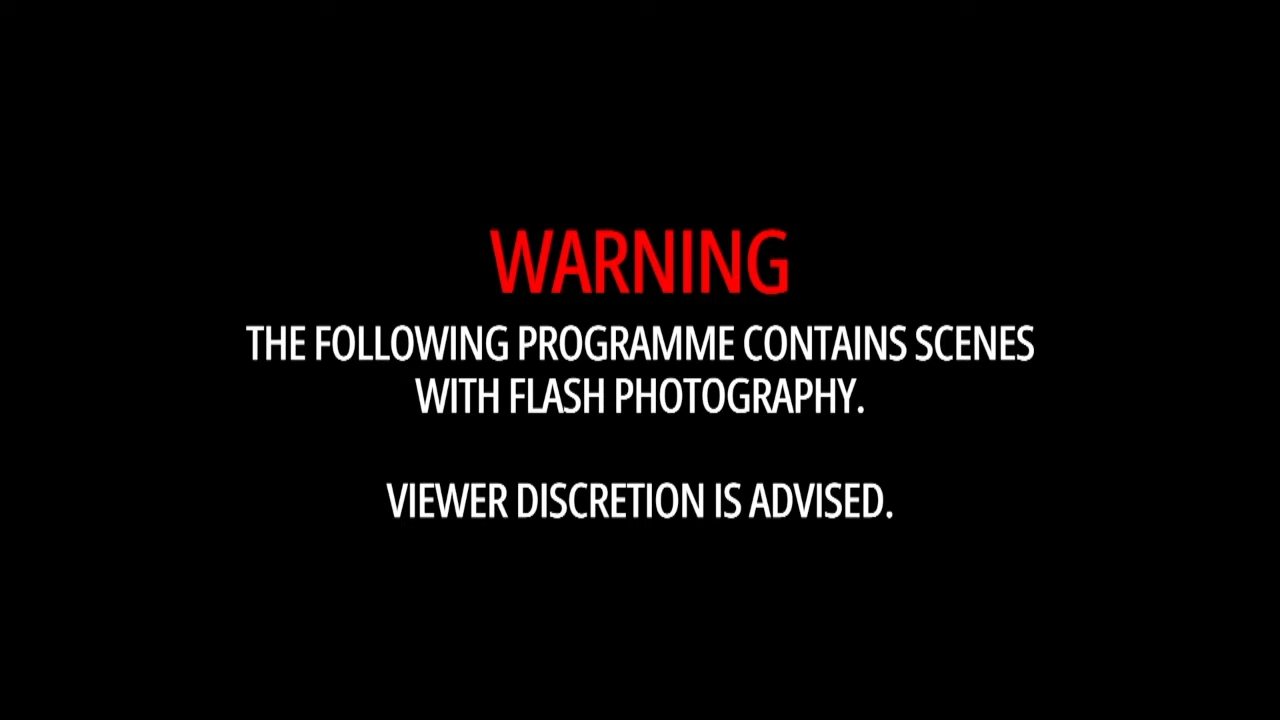 WARNING
THE FOLLOWING PROGRAMME CONTAINS SCENES
WITH FLASH PHOTOGRAPHY.
VIEWER DISCRETION IS ADVISED.